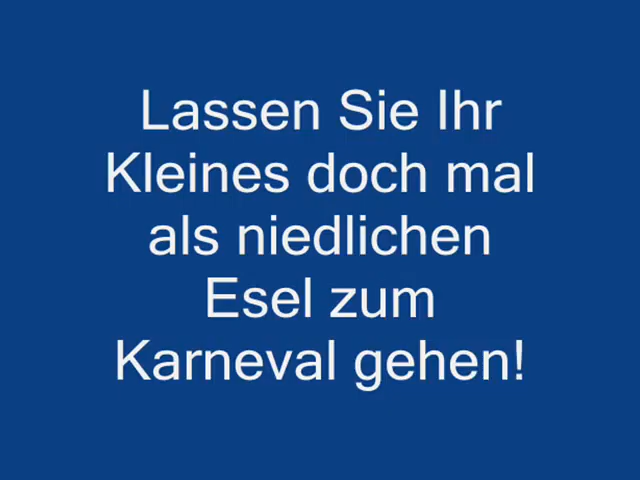 Lassen Sie Ihr
Kleines doch mal
als niedlichen
Esel zum
Karneval gehen!